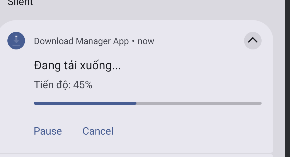 Silent
Download Manager App • now
Đang tải xuống...
Tiến độ: 45%
Pause Cancel